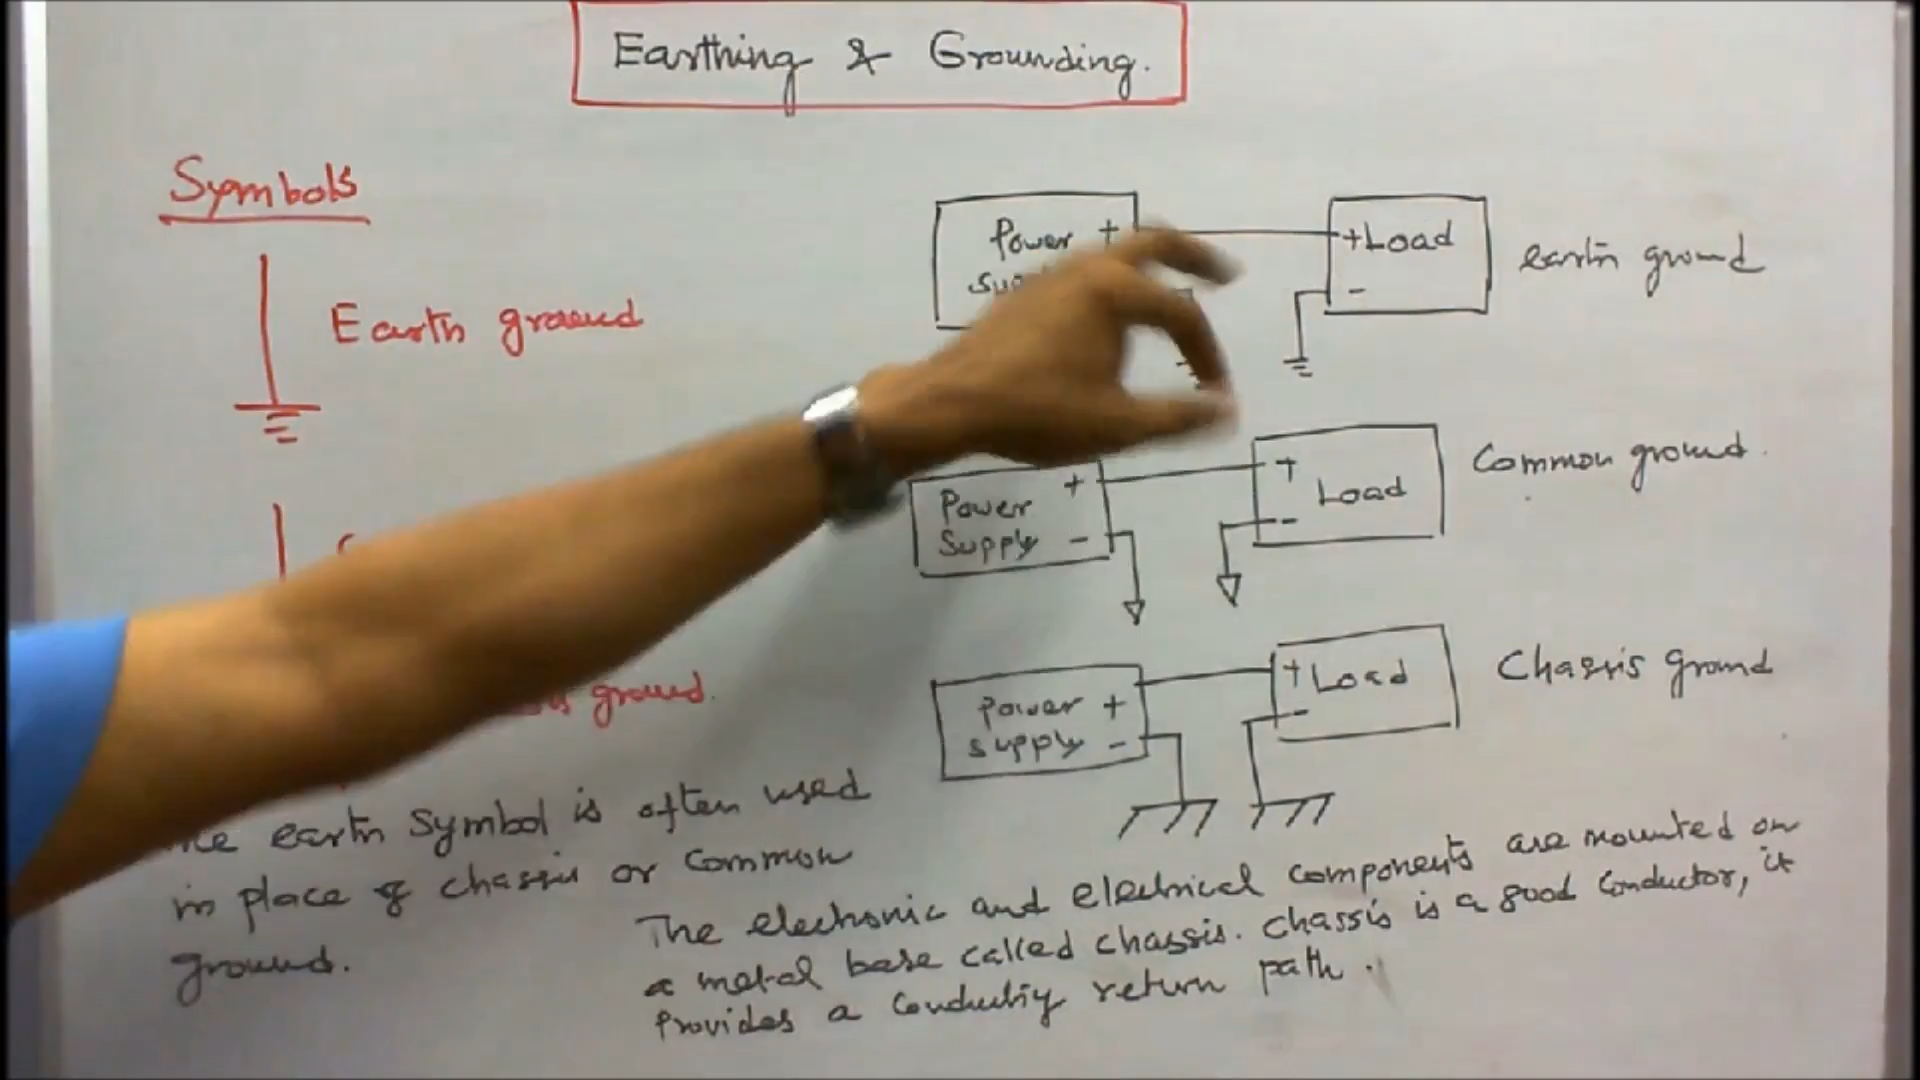 Earthing & Grounding.
Symbols
Earth ground
ground.
earth symbol is often used
in place of chassis or common
ground.
Power +
+Load
-
earth ground
Power +
Supply -
+
Load
-
Common ground.
Power +
supply -
+Load
-
Chassis ground
The electronic and electrical components are mounted on
a metal base called chassis. chassis is a good conductor, it
provides a conducting return path.